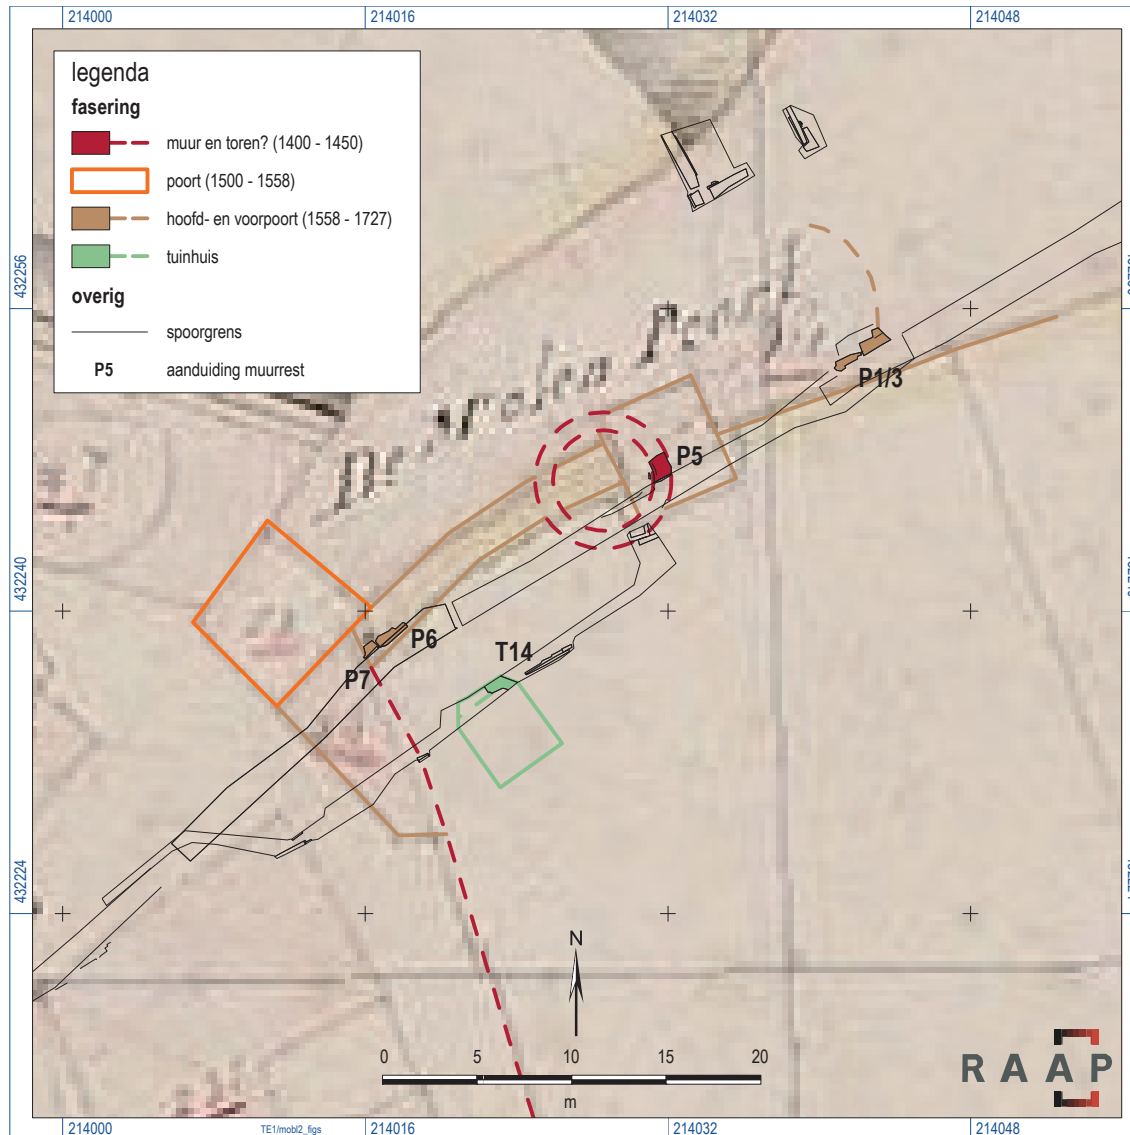 214000 214016 214032 214048
legenda
fasering
muur en toren? (1400 - 1450)
poort (1500 - 1558)
hoofd- en voorpoort (1558 - 1727)
tuinhuis
overig
spoorgrens
P5 aanduiding muurrest
432256
P1/3
P5
432240
P6
T14
P7
432224
N
0 5 10 15 20
m
RAAP
214000 TE1/mobl2_figs 214016 214032 214048